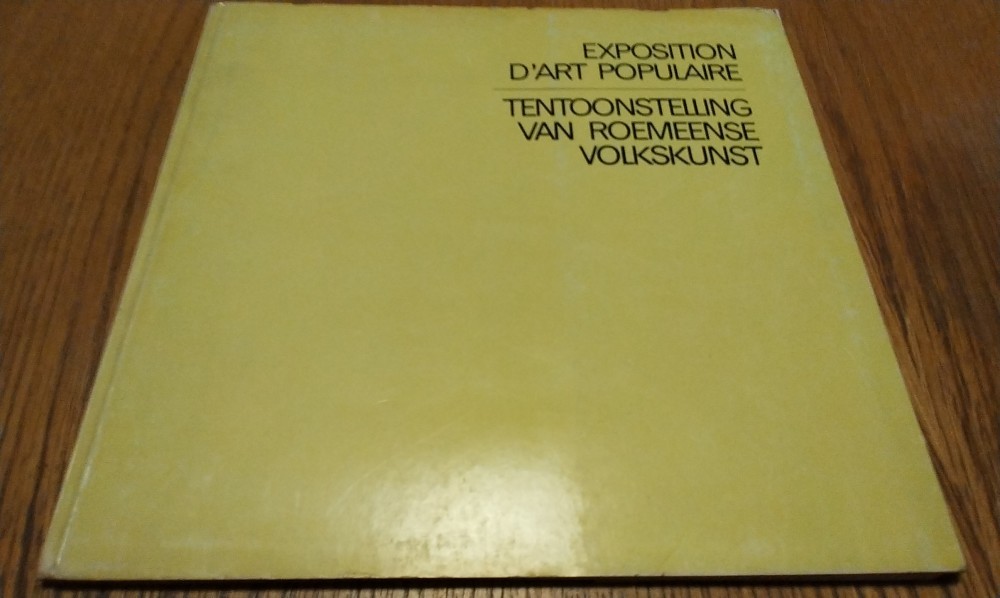 EXPOSITION
D'ART POPULAIRE
TENTOONSTELLING
VAN ROEMEENSE
VOLKSKUNST